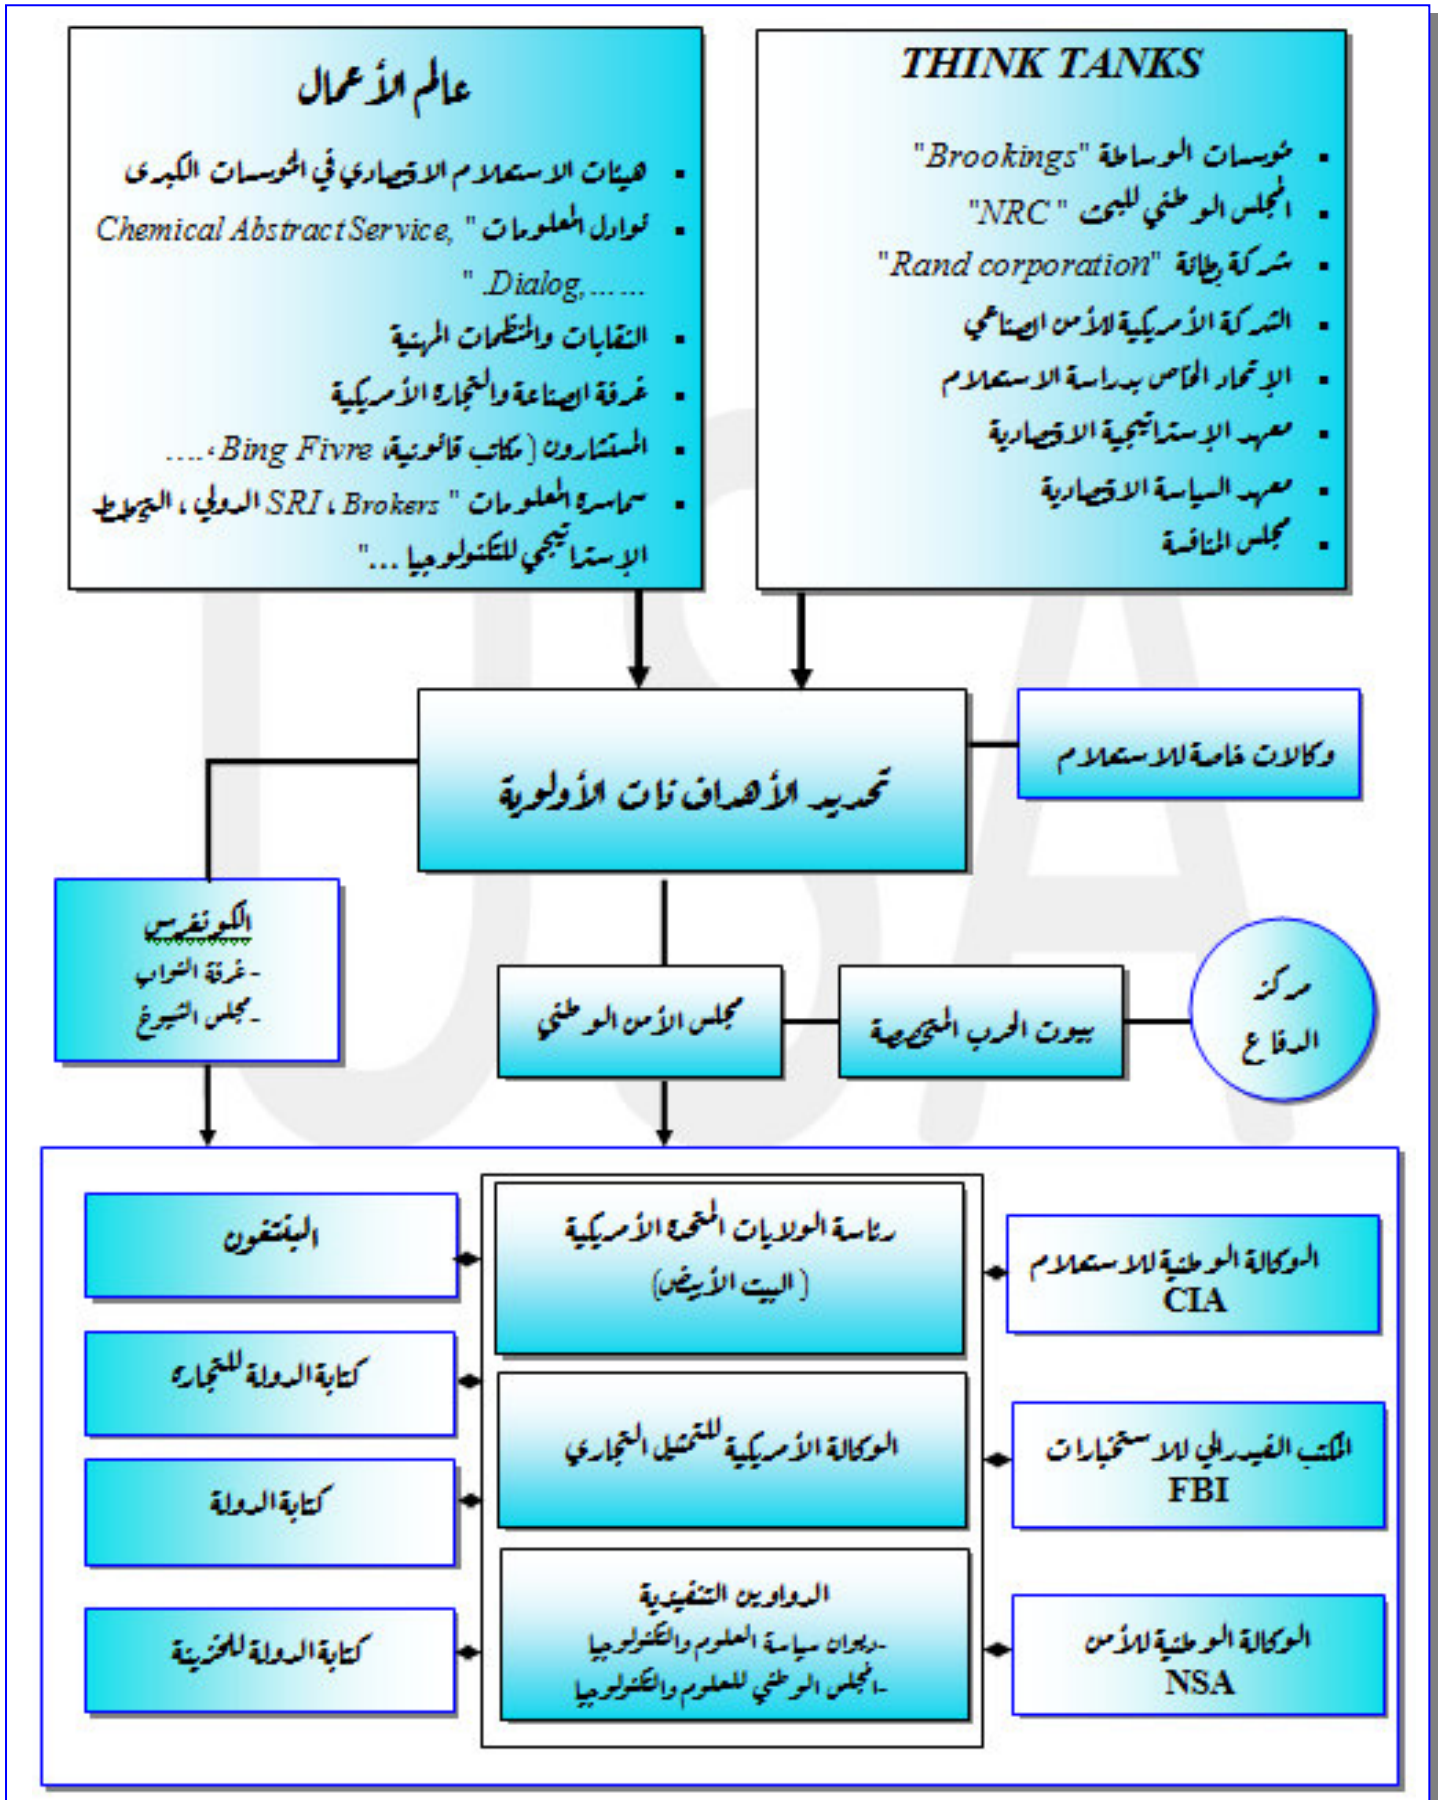 عالم الأعمال
▪ هيئات الاستعلام الاقتصادي في المؤسسات الكبرى
▪ نوادل المعلومات " Chemical Abstract Service,
Dialog,…… ."
▪ النقابات والمنظمات المهنية
▪ غرفة الصناعة والتجارة الأمريكية
▪ المستشارون (مكاتب قانونية، Bing Fivre ،....
▪ سماسرة المعلومات " Brokers ، SRI الدولي ، التخطيط
الإستراتيجي للتكنولوجيا ..."
THINK TANKS
▪ مؤسسات الوساطة "Brookings"
▪ المجلس الوطني للبحث " NRC"
▪ شركة بطانة "Rand corporation"
▪ الشركة الأمريكية للأمن الصناعي
▪ الإتحاد الخاص بدراسة الاستعلام
▪ معهد الإستراتيجية الاقتصادية
▪ معهد السياسة الاقتصادية
▪ مجلس المنافسة
تحديد الأهداف ذات الأولوية
وكالات خاصة للاستعلام
الكونغرس
-غرفة النواب
-مجلس الشيوخ
مجلس الأمن الوطني
بيوت الحرب المتخصصة
مركز
الدفاع
رئاسة الولايات المتحدة الأمريكية
( البيت الأبيض)
الوكالة الأمريكية للتمثيل التجاري
الدواوين التنفيذية
-ديوان سياسة العلوم والتكنولوجيا
-المجلس الوطني للعلوم والتكنولوجيا
الوكالة الوطنية للاستعلام
CIA
المكتب الفيدرالي للاستخبارات
FBI
الوكالة الوطنية للأمن
NSA
البنتغون
كتابة الدولة للتجارة
كتابة الدولة
كتابة الدولة للخزينة
USA